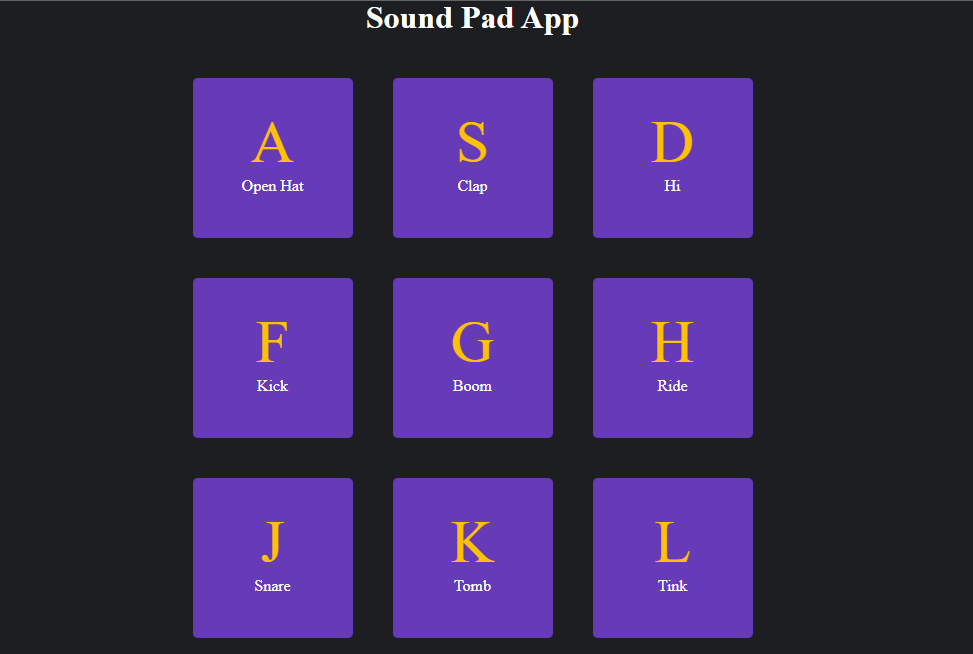 Sound Pad App
A
Open Hat
S
Clap
D
Hi
F
Kick
G
Boom
H
Ride
J
Snare
K
Tomb
L
Tink